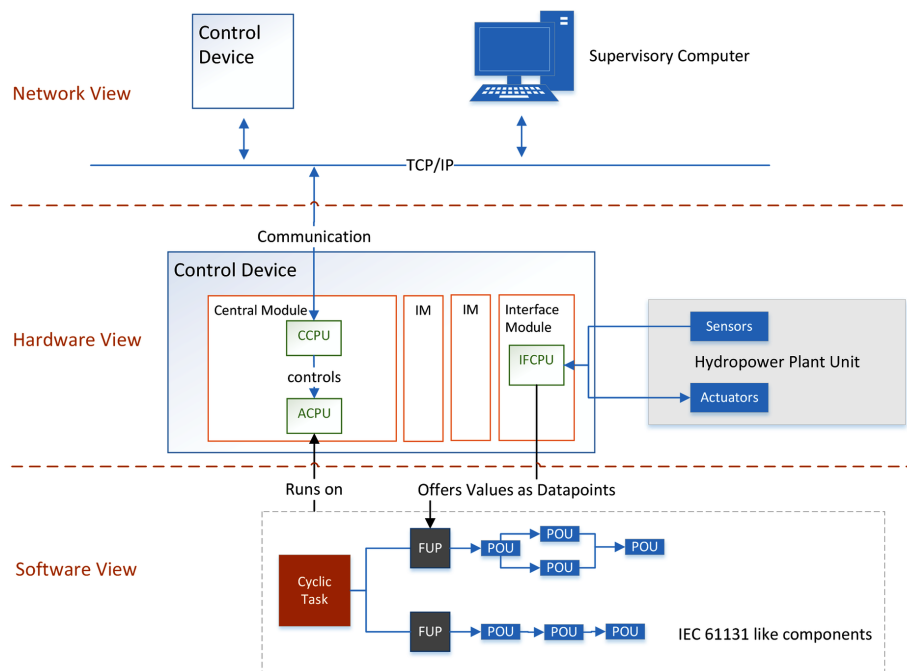 Control
Device
Supervisory Computer
Network View
TCP/IP
Communication
Control Device
Central Module
IM
IM
Interface
Module
CCPU
Sensors
Hardware View
IFCPU
Hydropower Plant Unit
controls
Actuators
ACPU
Runs on
Offers Values as Datapoints
POU
FUP
POU
POU
POU
Software View
Cyclic
Task
FUP
POU
POU
POU
IEC 61131 like components